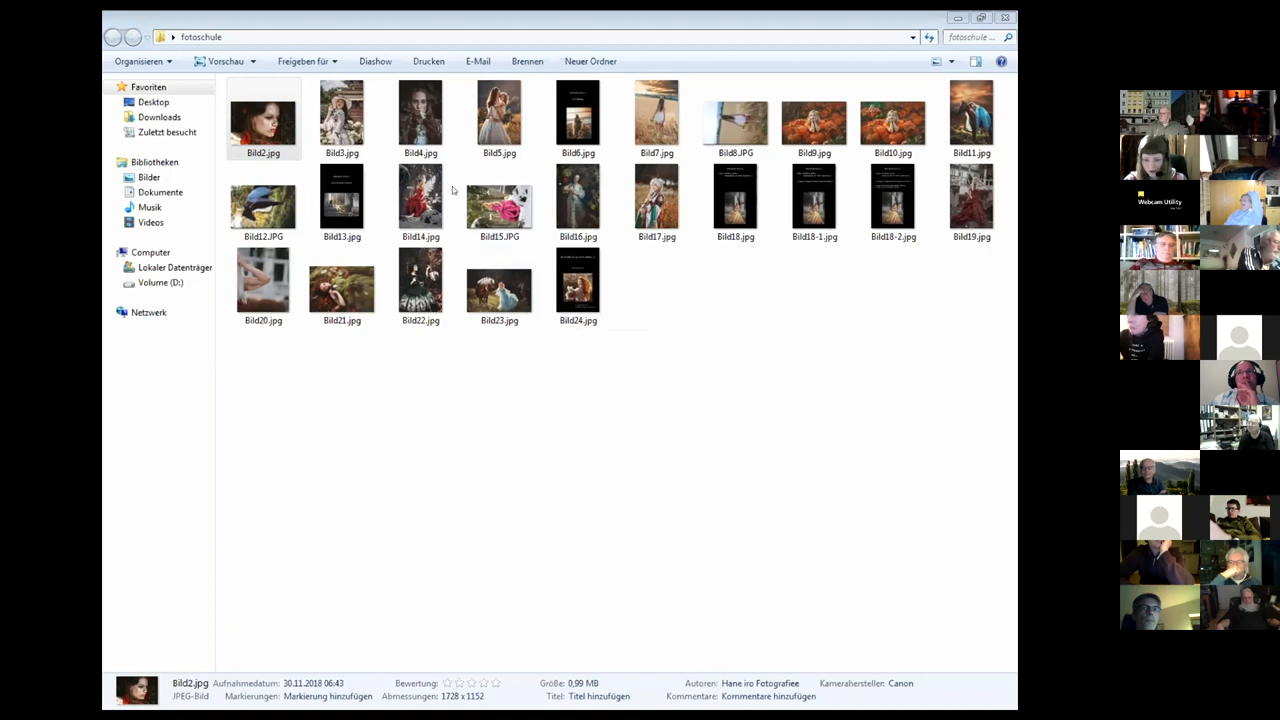 fotoschule
fotoschule ...
Organisieren Vorschau Freigeben für Diashow Drucken E-Mail Brennen Neuer Ordner
Favoriten
Desktop
Downloads
Zuletzt besucht
Bibliotheken
Bilder
Dokumente
Musik
Videos
Computer
Lokaler Datenträger
Volume (D:)
Netzwerk
Bild2.jpg Bild3.jpg Bild4.jpg Bild5.jpg Bild6.jpg Bild7.jpg Bild8.JPG Bild9.jpg Bild10.jpg Bild11.jpg
Bild12.JPG Bild13.jpg Bild14.jpg Bild15.JPG Bild16.jpg Bild17.jpg Bild18.jpg Bild18-1.jpg Bild18-2.jpg Bild19.jpg
Bild20.jpg Bild21.jpg Bild22.jpg Bild23.jpg Bild24.jpg
Webcam Utility
Bild2.jpg Aufnahmedatum: 30.11.2018 06:43 Bewertung: Größe: 0,99 MB Autoren: Hane iro Fotografiee Kamerahersteller: Canon
JPEG-Bild Markierungen: Markierung hinzufügen Abmessungen: 1728 x 1152 Titel: Titel hinzufügen Kommentare: Kommentare hinzufügen